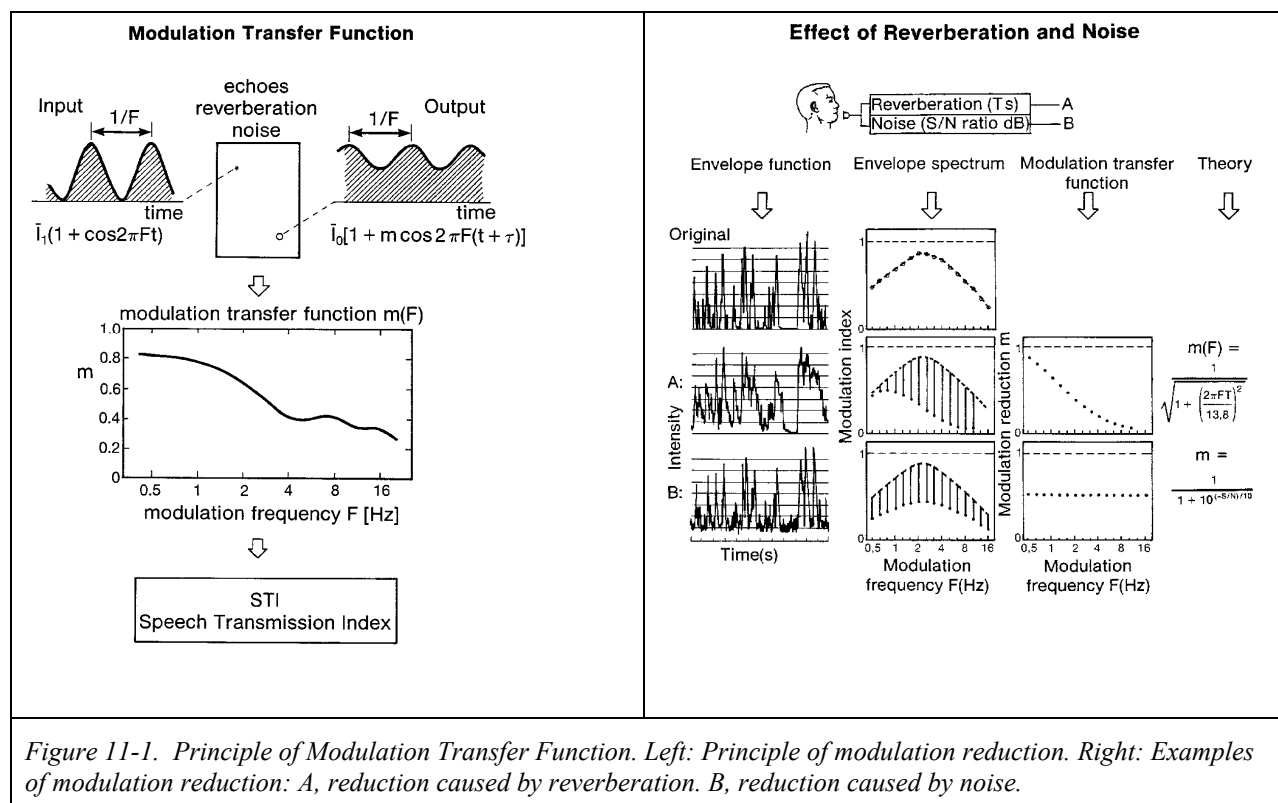 Modulation Transfer Function
Input
1/F
echoes
reverberation
noise
1/F
Output
time
time
Ī₁(1 + cos2πFt)
Ī₀[1 + m cos 2πF(t + τ)]
modulation transfer function m(F)
1.0
0.8
m
0.6
0.4
0.2
0
0.5 1 2 4 8 16
modulation frequency F [Hz]
STI
Speech Transmission Index
Effect of Reverberation and Noise
Reverberation (Ts) A
Noise (S/N ratio dB) B
Envelope function Envelope spectrum Modulation transfer function Theory
Original
A:
B:
Intensity
Time(s)
Modulation index
1
0
1
0
1
0
0,5 1 2 4 8 16
Modulation
frequency F(Hz)
Modulation reduction m
1
0
1
0
0,5 1 2 4 8 16
Modulation
frequency F(Hz)
m(F) =
1
√1 + (2πFT/13,8)²
m =
1
1 + 10^(-S/N)/10
Figure 11-1. Principle of Modulation Transfer Function. Left: Principle of modulation reduction. Right: Examples
of modulation reduction: A, reduction caused by reverberation. B, reduction caused by noise.